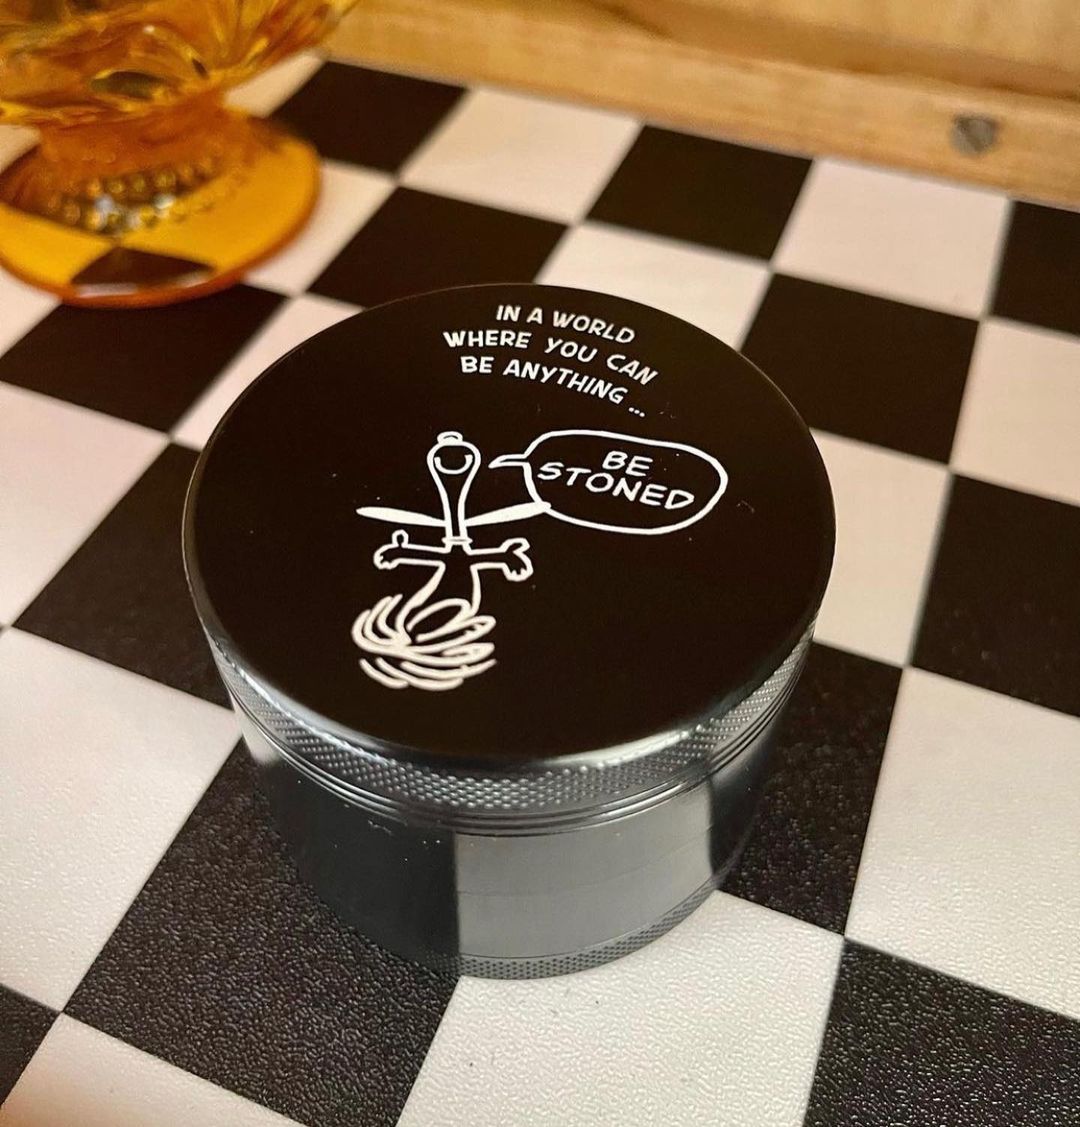 IN A WORLD
WHERE YOU CAN
BE ANYTHING...
BE
STONED